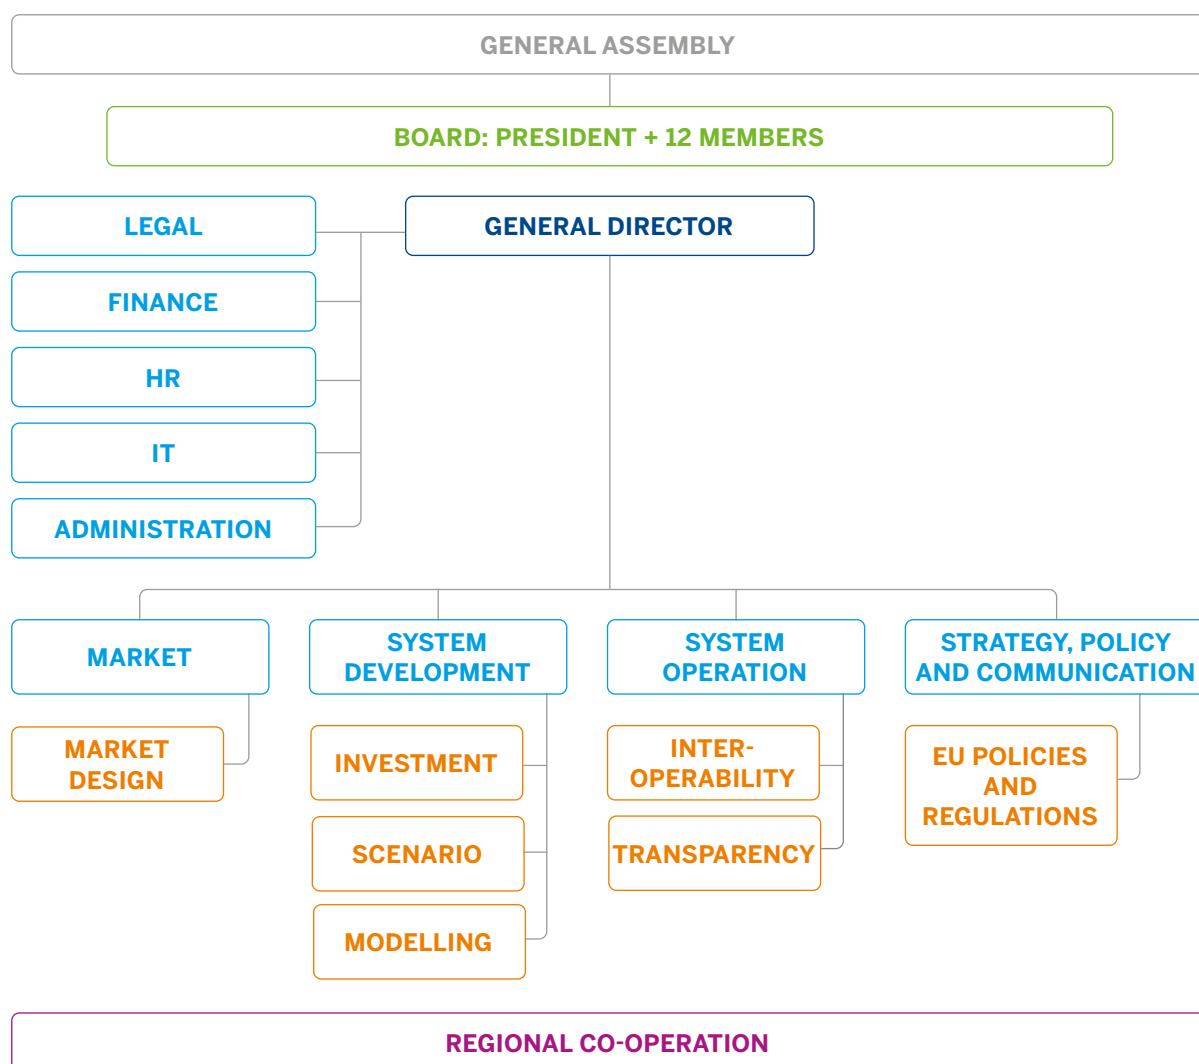 GENERAL ASSEMBLY
BOARD: PRESIDENT + 12 MEMBERS
LEGAL
GENERAL DIRECTOR
FINANCE
HR
IT
ADMINISTRATION
MARKET
SYSTEM
DEVELOPMENT
SYSTEM
OPERATION
STRATEGY, POLICY
AND COMMUNICATION
MARKET
DESIGN
INVESTMENT
SCENARIO
MODELLING
INTER-
OPERABILITY
TRANSPARENCY
EU POLICIES
AND
REGULATIONS
REGIONAL CO-OPERATION